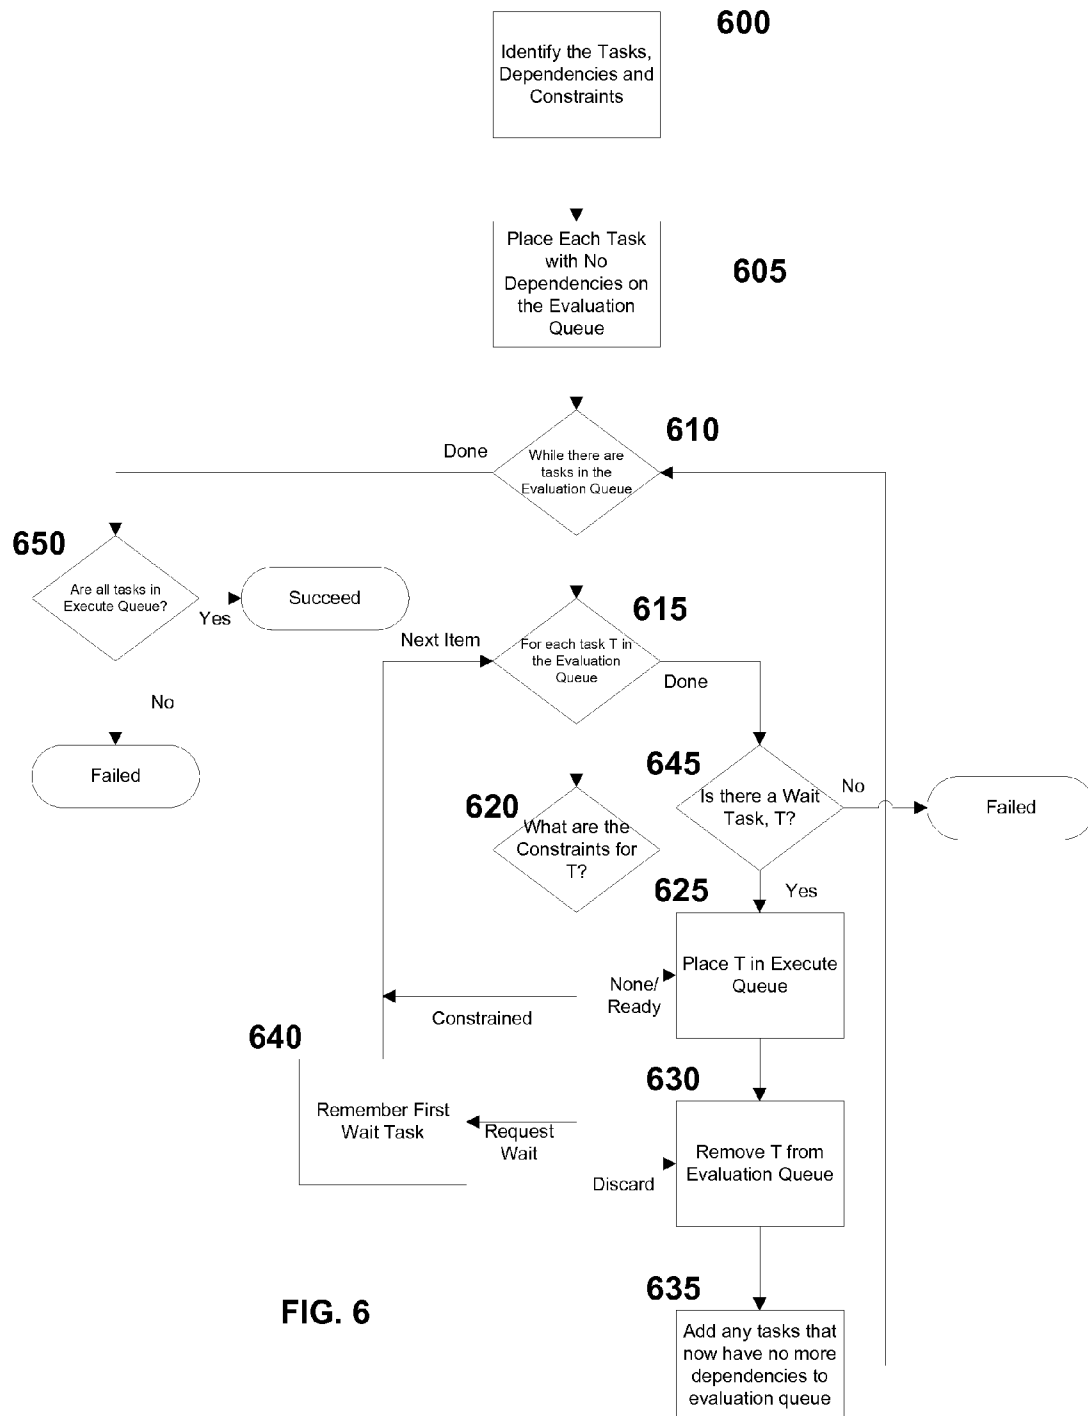 600
Identify the Tasks,
Dependencies and
Constraints
Place Each Task
with No
Dependencies on
the Evaluation
Queue
605
610
Done
While there are
tasks in the
Evaluation Queue
650
Are all tasks in
Execute Queue?
Yes
Succeed
615
Next Item
For each task T in
the Evaluation
Queue
Done
No
Failed
645
Is there a Wait
Task, T?
No
Failed
620
What are the
Constraints for
T?
625
Yes
Place T in Execute
Queue
None/
Ready
Constrained
640
Remember First
Wait Task
Request
Wait
630
Remove T from
Evaluation Queue
Discard
635
Add any tasks that
now have no more
dependencies to
evaluation queue
FIG. 6